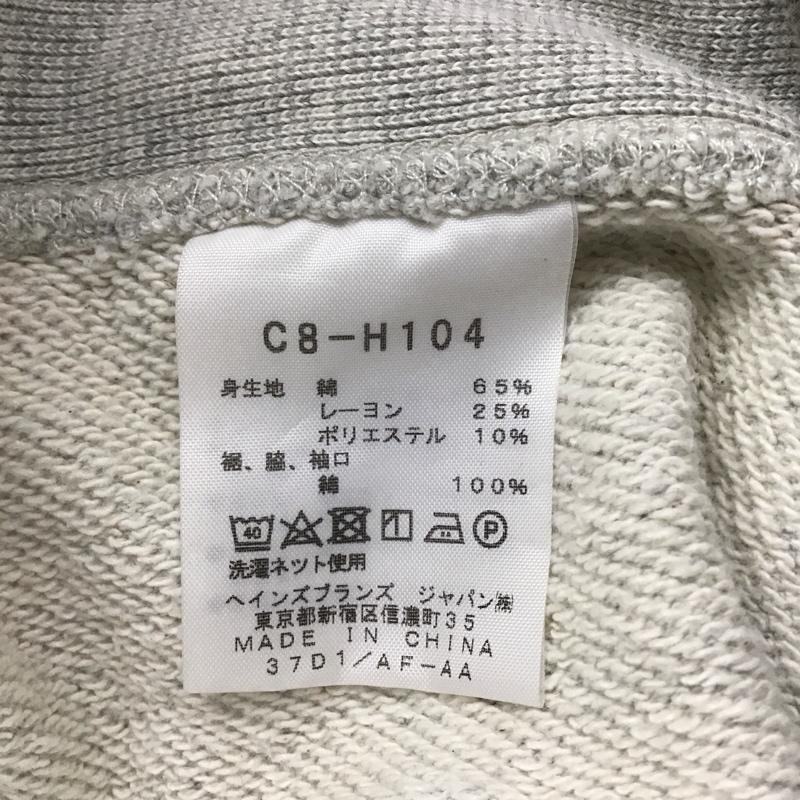 C8-H104
身生地 綿 65%
レーヨン 25%
ポリエステル 10%
裾、脇、袖口
綿 100%
40 P
洗濯ネット使用
ヘインズブランズ ジャパン㈱
東京都新宿区信濃町35
MADE IN CHINA
37D1/AF-AA